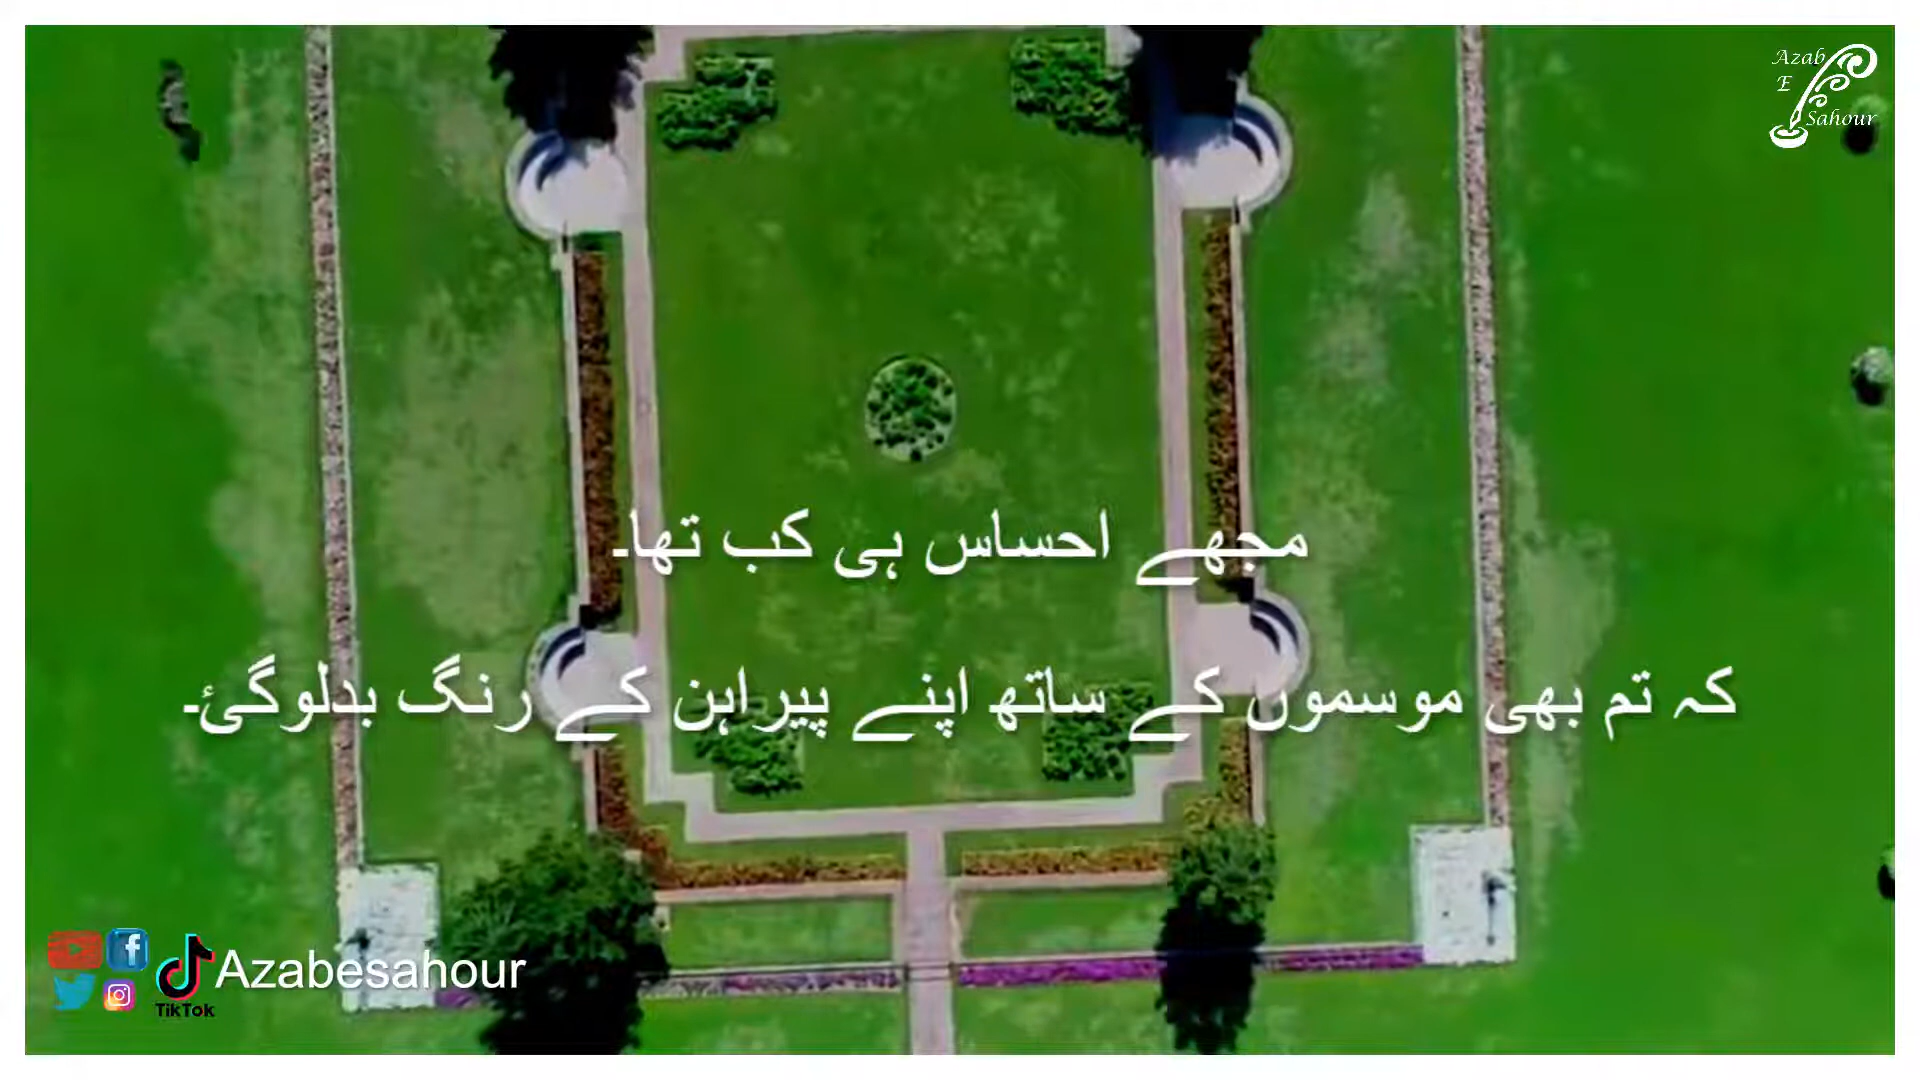 Azab
E
Sahour
مجھے احساس ہی کب تھا۔
کہ تم بھی موسموں کے ساتھ اپنے پیراہن کے رنگ بدلوگئ۔
Azabesahour
TikTok